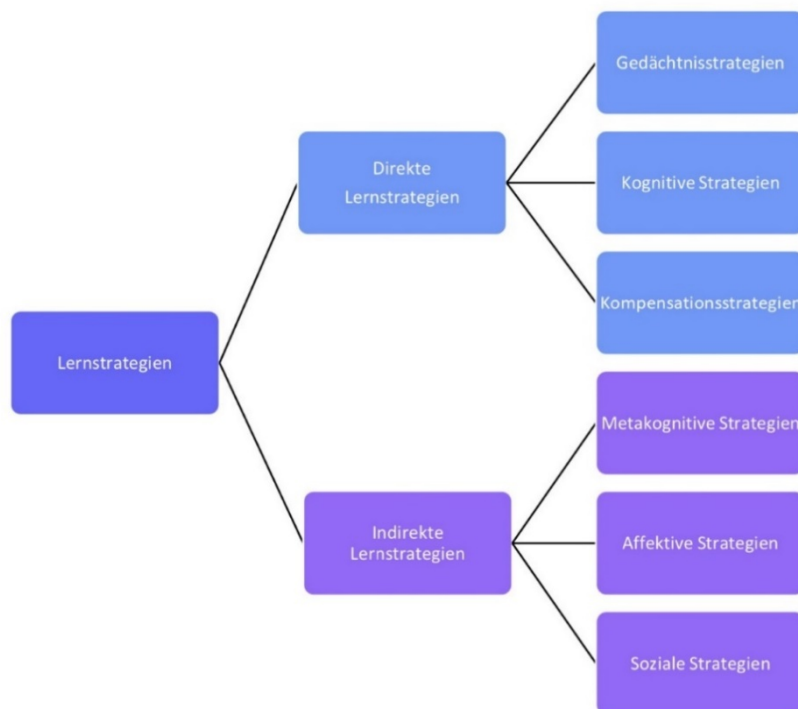 Gedächtnisstrategien
Direkte
Lernstrategien
Kognitive Strategien
Kompensationsstrategien
Lernstrategien
Metakognitive Strategien
Indirekte
Lernstrategien
Affektive Strategien
Soziale Strategien